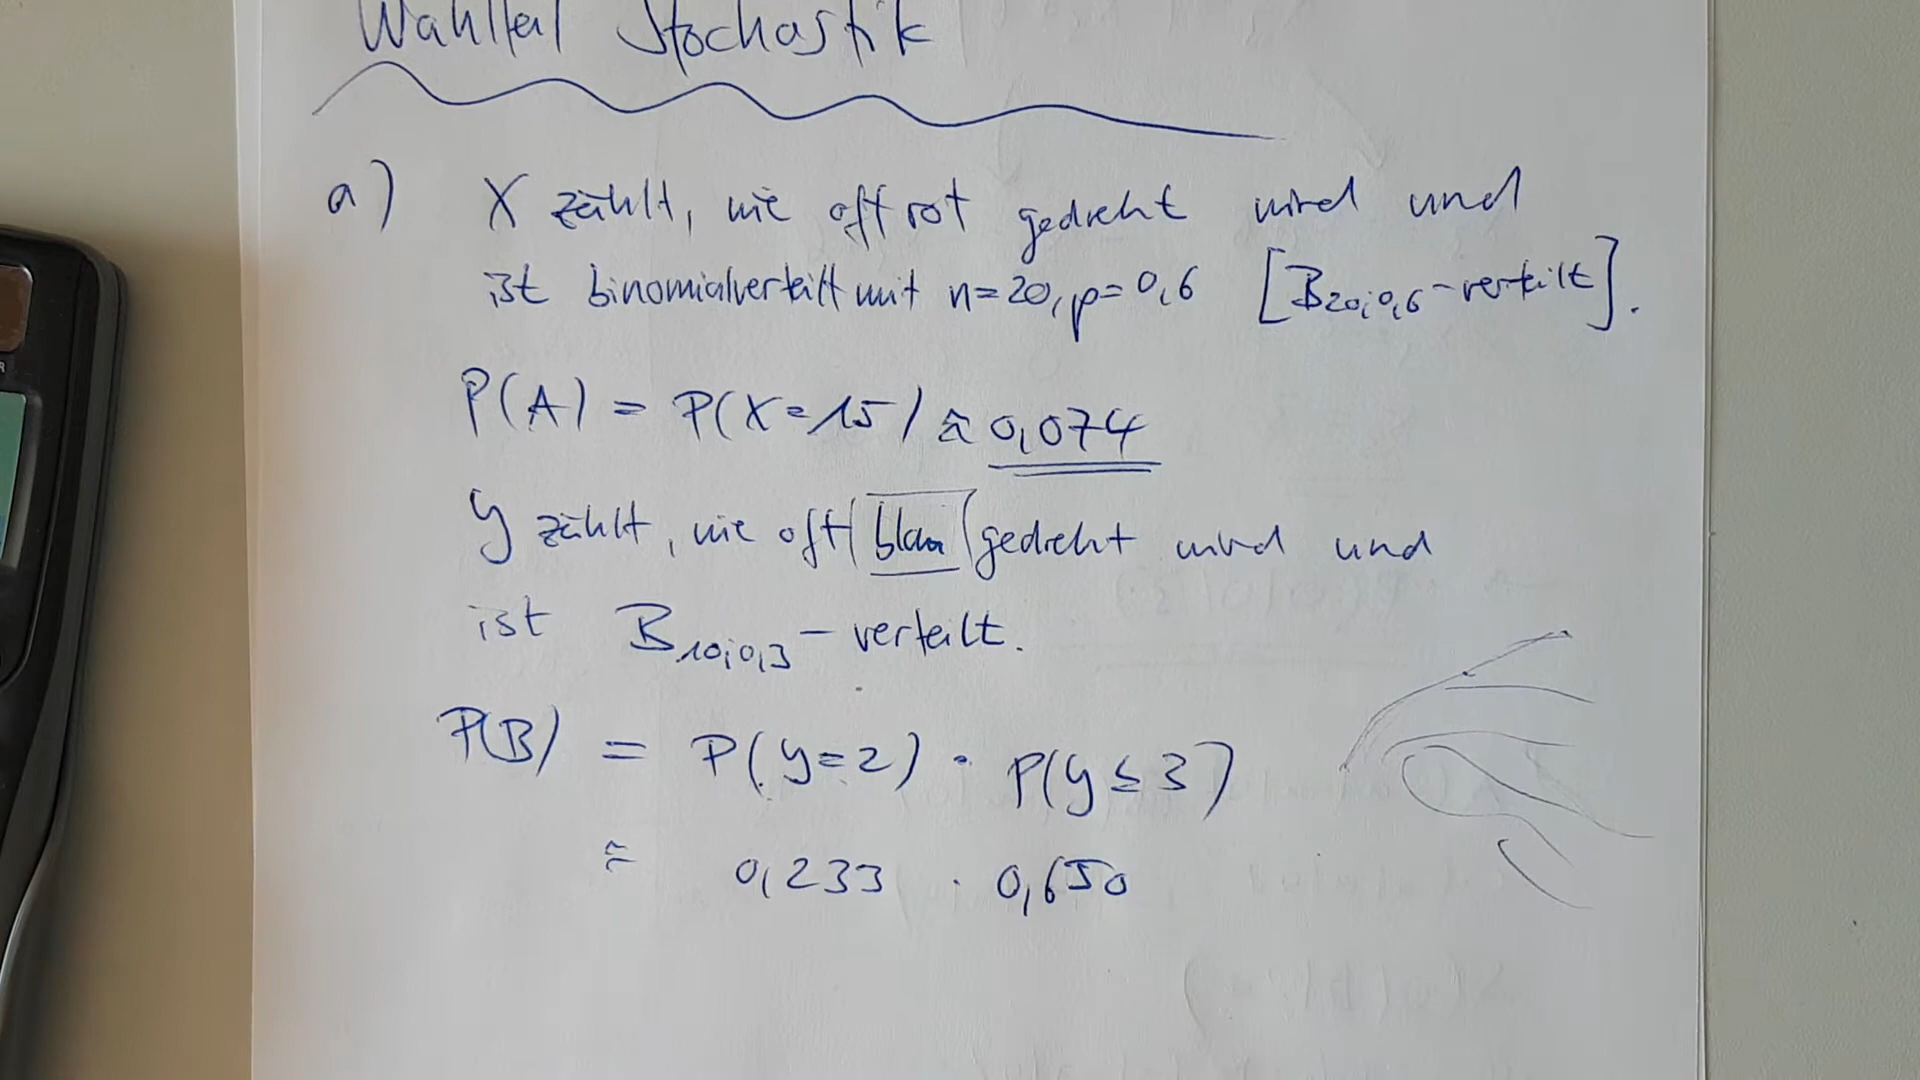 Wahlteil Stochastik
a) X zählt, wie oft rot gedreht wird und
ist binomialverteilt mit n=20, p=0,6 [B20;0,6-verteilt].
P(A) = P(X=15) ≈ 0,074
Y zählt, wie oft blau gedreht wird und
ist B10;0,3-verteilt.
P(B) = P(Y=2) · P(Y≤3)
≈ 0,233 · 0,650